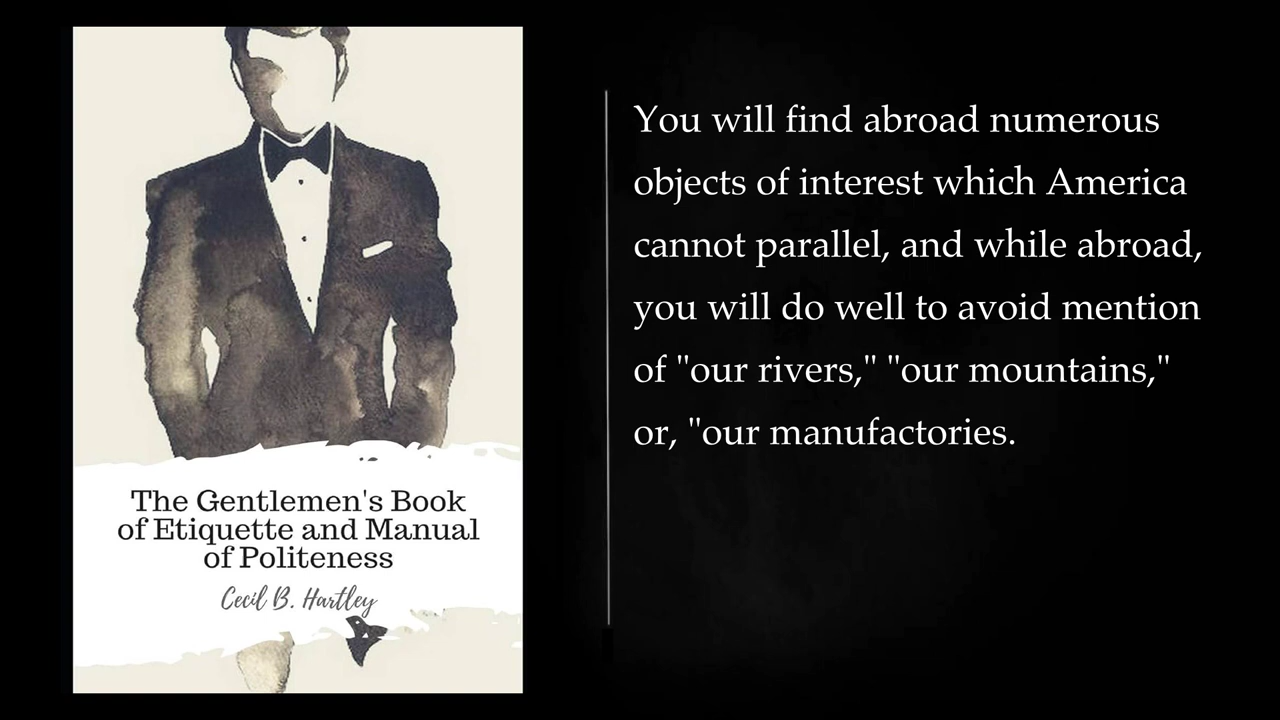 The Gentlemen's Book
of Etiquette and Manual
of Politeness
Cecil B. Hartley
You will find abroad numerous
objects of interest which America
cannot parallel, and while abroad,
you will do well to avoid mention
of "our rivers," "our mountains,"
or, "our manufactories.